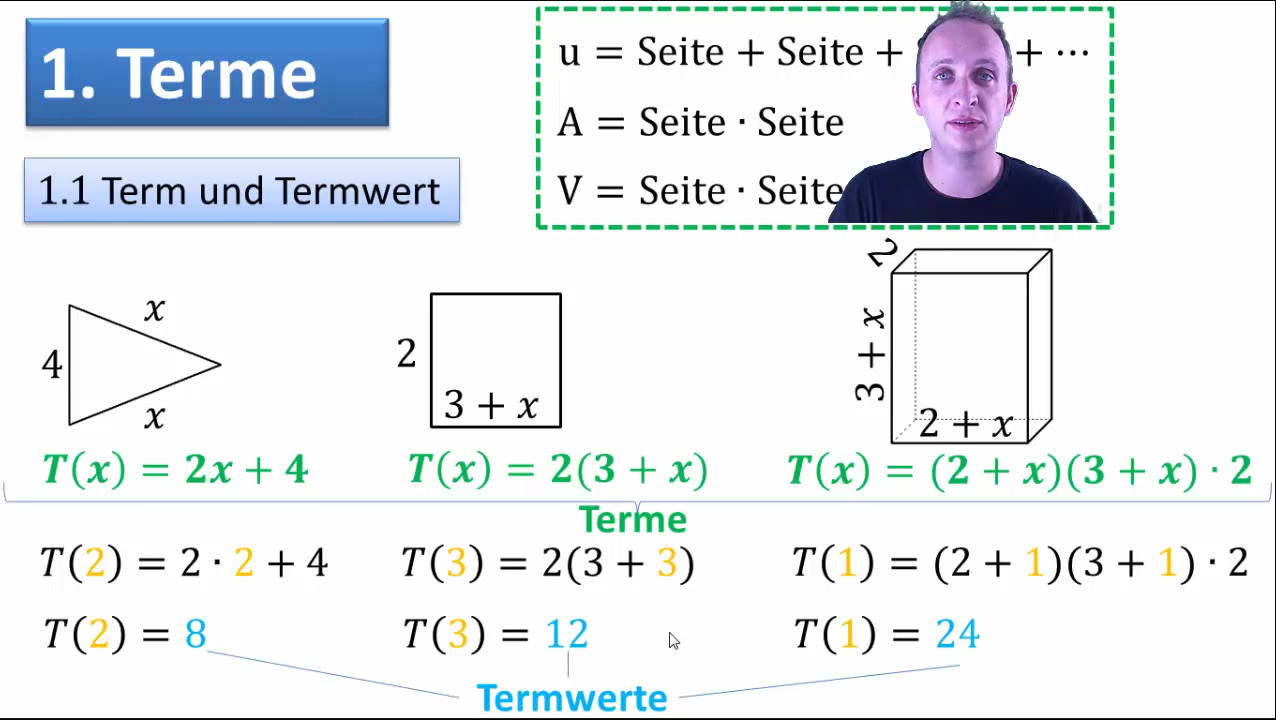 1. Terme
1.1 Term und Termwert
u = Seite + Seite + + ⋯
A = Seite · Seite
V = Seite · Seite
x
4
x
2
3 + x
2
3 + x
2 + x
T(x) = 2x + 4
T(x) = 2(3 + x)
T(x) = (2 + x)(3 + x) · 2
Terme
T(2) = 2 · 2 + 4
T(3) = 2(3 + 3)
T(1) = (2 + 1)(3 + 1) · 2
T(2) = 8
T(3) = 12
T(1) = 24
Termwerte